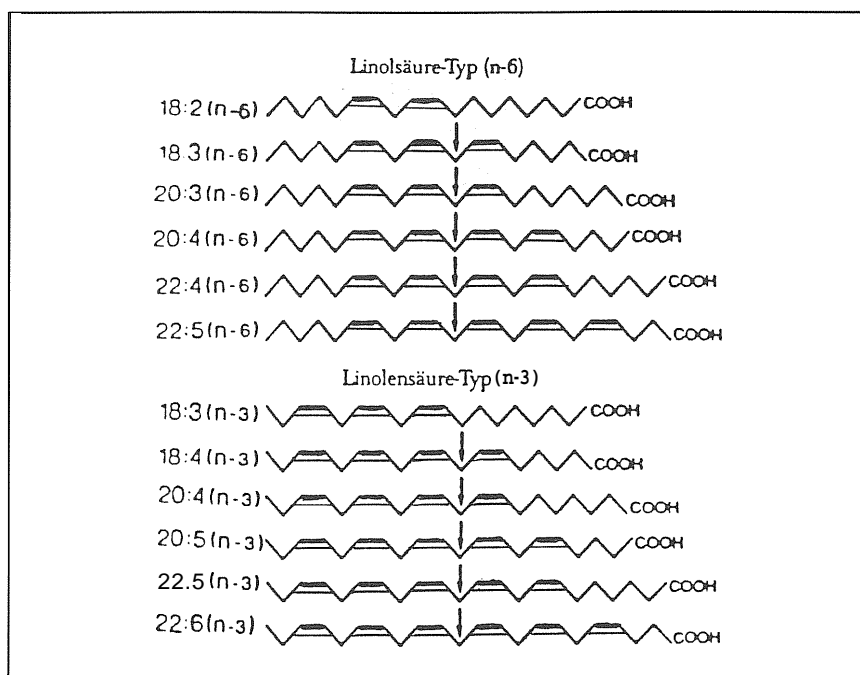 Linolsäure-Typ (n-6)
18:2 (n-6) COOH
18:3 (n-6) COOH
20:3 (n-6) COOH
20:4 (n-6) COOH
22:4 (n-6) COOH
22:5 (n-6) COOH
Linolensäure-Typ (n-3)
18:3 (n-3) COOH
18:4 (n-3) COOH
20:4 (n-3) COOH
20:5 (n-3) COOH
22.5 (n-3) COOH
22:6 (n-3) COOH